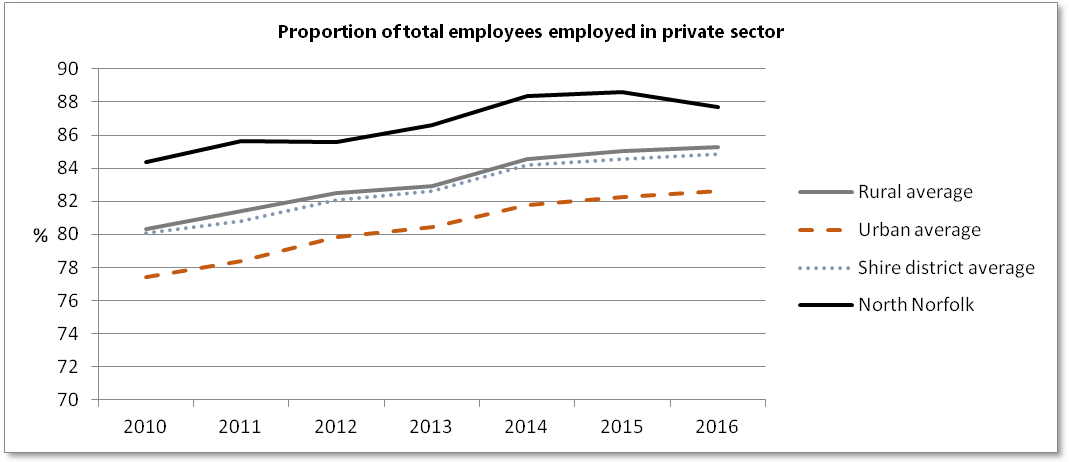 Proportion of total employees employed in private sector
90
88
86
84
82
80
78
76
74
72
70
%
2010 2011 2012 2013 2014 2015 2016
Rural average
Urban average
Shire district average
North Norfolk